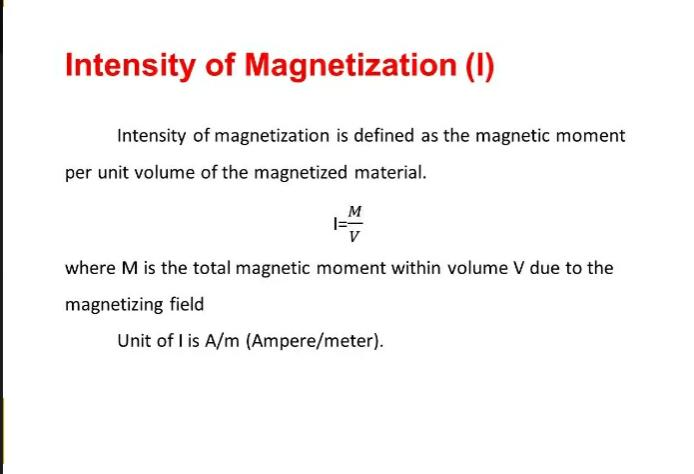 Intensity of Magnetization (I)
Intensity of magnetization is defined as the magnetic moment
per unit volume of the magnetized material.
I=M/V
where M is the total magnetic moment within volume V due to the
magnetizing field
Unit of I is A/m (Ampere/meter).